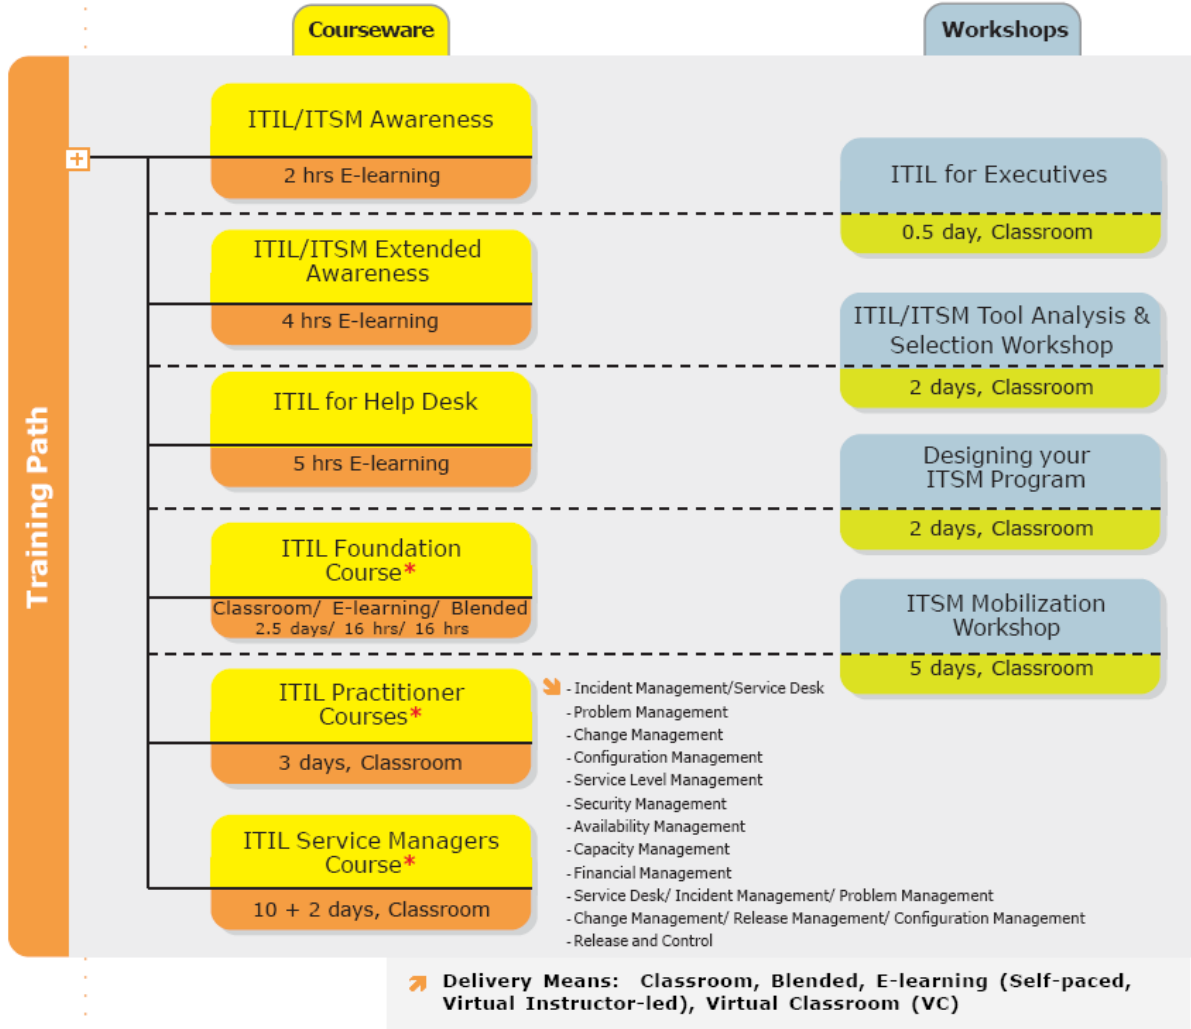 Courseware
Workshops
Training Path
ITIL/ITSM Awareness
2 hrs E-learning
ITIL/ITSM Extended
Awareness
4 hrs E-learning
ITIL for Help Desk
5 hrs E-learning
ITIL Foundation
Course*
Classroom/ E-learning/ Blended
2.5 days/ 16 hrs/ 16 hrs
ITIL Practitioner
Courses*
3 days, Classroom
ITIL Service Managers
Course*
10 + 2 days, Classroom
ITIL for Executives
0.5 day, Classroom
ITIL/ITSM Tool Analysis &
Selection Workshop
2 days, Classroom
Designing your
ITSM Program
2 days, Classroom
ITSM Mobilization
Workshop
5 days, Classroom
- Incident Management/Service Desk
- Problem Management
- Change Management
- Configuration Management
- Service Level Management
- Security Management
- Availability Management
- Capacity Management
- Financial Management
- Service Desk/ Incident Management/ Problem Management
- Change Management/ Release Management/ Configuration Management
- Release and Control
Delivery Means: Classroom, Blended, E-learning (Self-paced,
Virtual Instructor-led), Virtual Classroom (VC)